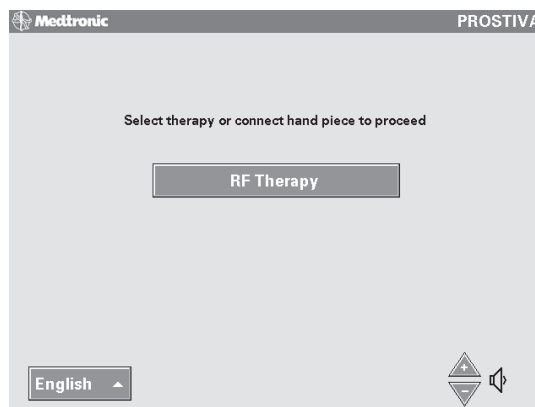 Medtronic
PROSTIVA
Select therapy or connect hand piece to proceed
RF Therapy
English
+
-